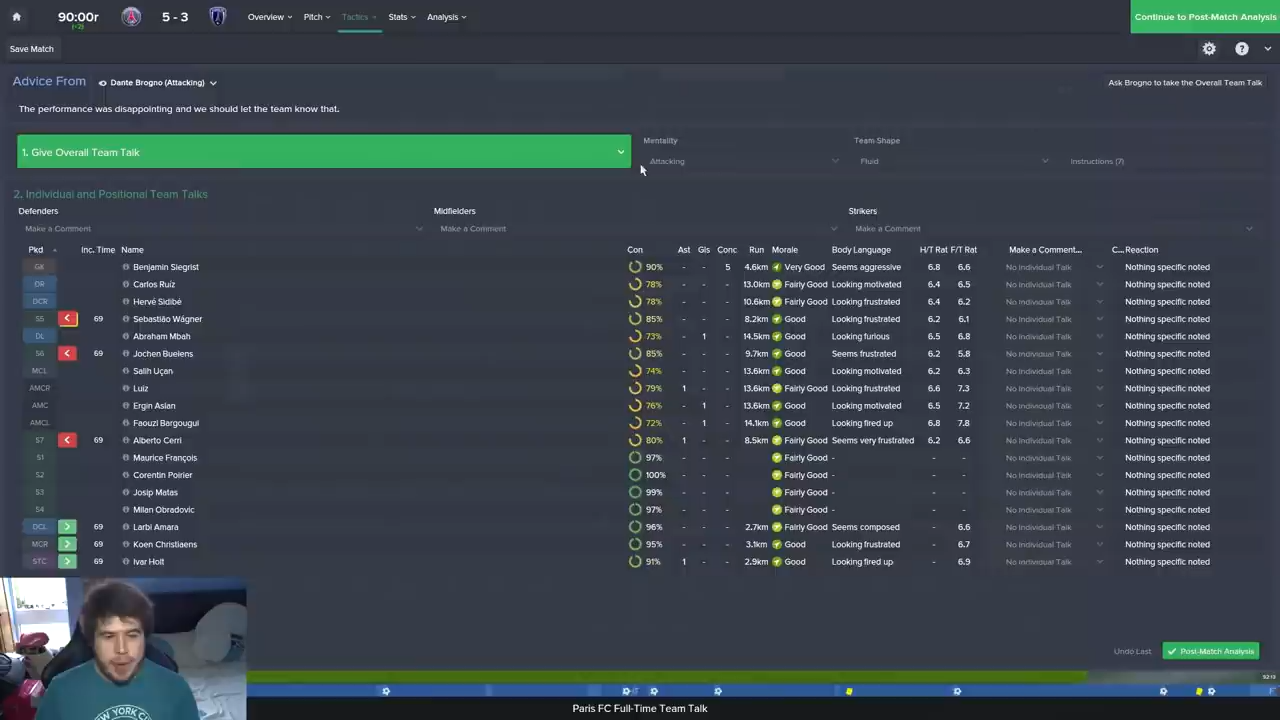 90:00r
(+2)
5 - 3
Overview
Pitch
Tactics
Stats
Analysis
Continue to Post-Match Analysis
Save Match
?
Advice From
Dante Brogno (Attacking)
Ask Brogno to take the Overall Team Talk
The performance was disappointing and we should let the team know that.
1. Give Overall Team Talk
Mentality
Team Shape
Attacking
Fluid
Instructions (7)
2. Individual and Positional Team Talks
Defenders
Midfielders
Strikers
Make a Comment
Make a Comment
Make a Comment
Pkd Inc. Time Name Con Ast Gls Conc Run Morale Body Language H/T Rat F/T Rat Make a Comment... C... Reaction
GK Benjamin Siegrist 90% - - 5 4.6km Very Good Seems aggressive 6.8 6.6 No Individual Talk Nothing specific noted
DR Carlos Ruíz 78% - - - 13.0km Fairly Good Looking motivated 6.4 6.5 No Individual Talk Nothing specific noted
DCR Hervé Sidibé 78% - - - 10.6km Fairly Good Looking frustrated 6.4 6.2 No Individual Talk Nothing specific noted
S5 69 Sebastião Wágner 85% - - - 8.2km Good Looking frustrated 6.2 6.1 No Individual Talk Nothing specific noted
DL Abraham Mbah 73% - 1 - 14.5km Good Looking furious 6.5 6.8 No Individual Talk Nothing specific noted
S6 69 Jochen Buelens 85% - - - 9.7km Good Seems frustrated 6.2 5.8 No Individual Talk Nothing specific noted
MCL Salih Uçan 74% - - - 13.6km Good Looking motivated 6.2 6.3 No Individual Talk Nothing specific noted
AMCR Luiz 79% 1 - - 13.6km Fairly Good Looking frustrated 6.6 7.3 No Individual Talk Nothing specific noted
AMC Ergin Aslan 76% - 1 - 13.6km Good Looking motivated 6.5 7.2 No Individual Talk Nothing specific noted
AMCL Faouzi Bargougui 72% - 1 - 14.1km Good Looking fired up 6.8 7.8 No Individual Talk Nothing specific noted
S7 69 Alberto Cerri 80% 1 - - 8.5km Fairly Good Seems very frustrated 6.2 6.6 No Individual Talk Nothing specific noted
S1 Maurice François 97% - - - Fairly Good - - - No Individual Talk Nothing specific noted
S2 Corentin Poirier 100% - - - Fairly Good - - - No Individual Talk Nothing specific noted
S3 Josip Matas 99% - - - Fairly Good - - - No Individual Talk Nothing specific noted
S4 Milan Obradovic 97% - - - Fairly Good - - - No Individual Talk Nothing specific noted
DCL 69 Larbi Amara 96% - - - 2.7km Fairly Good Seems composed - 6.6 No Individual Talk Nothing specific noted
MCR 69 Koen Christiaens 95% - - - 3.1km Good Looking frustrated - 6.7 No Individual Talk Nothing specific noted
STC 69 Ivar Holt 91% 1 - - 2.9km Good Looking fired up - 6.9 No Individual Talk Nothing specific noted
NEW YORK CITY
Undo Last
Post-Match Analysis
92:13
HT
F
Paris FC Full-Time Team Talk